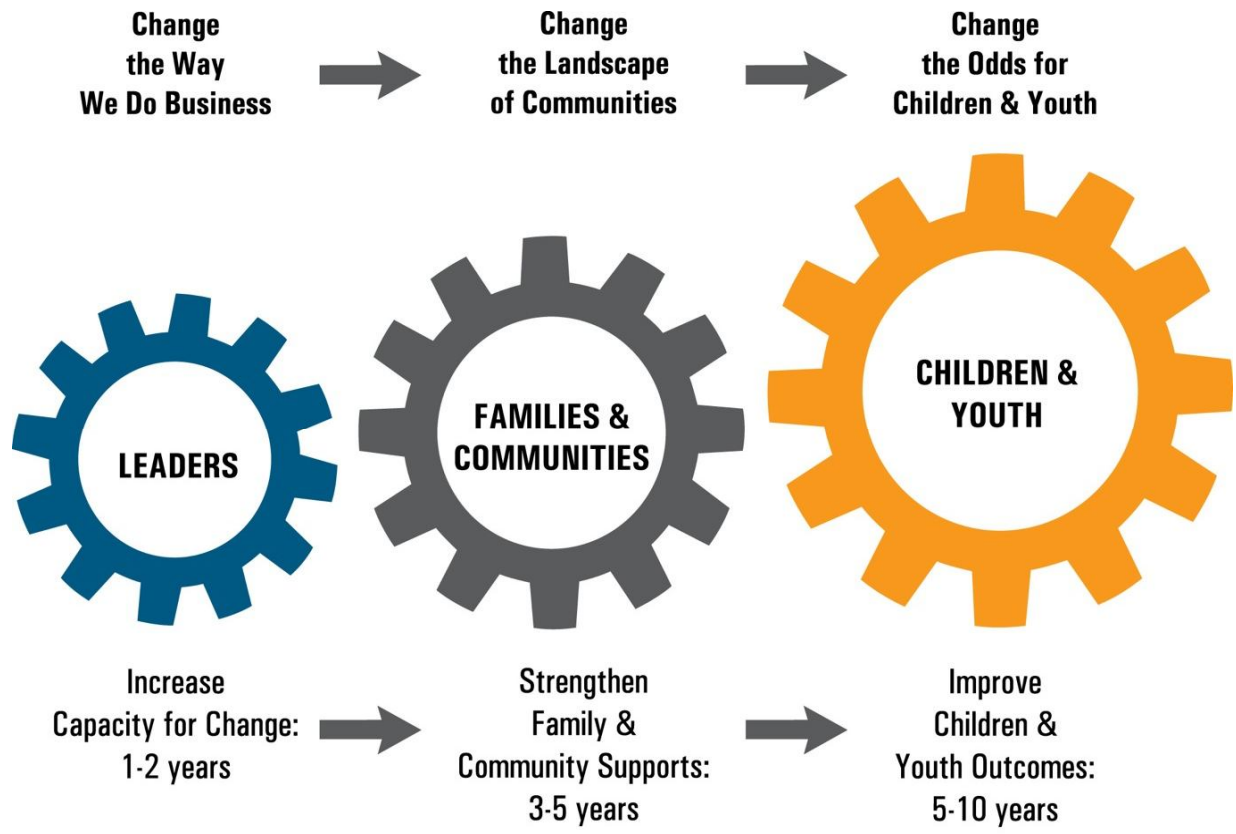 Change
the Way
We Do Business
Change
the Landscape
of Communities
Change
the Odds for
Children & Youth
LEADERS
FAMILIES &
COMMUNITIES
CHILDREN &
YOUTH
Increase
Capacity for Change:
1-2 years
Strengthen
Family &
Community Supports:
3-5 years
Improve
Children &
Youth Outcomes:
5-10 years